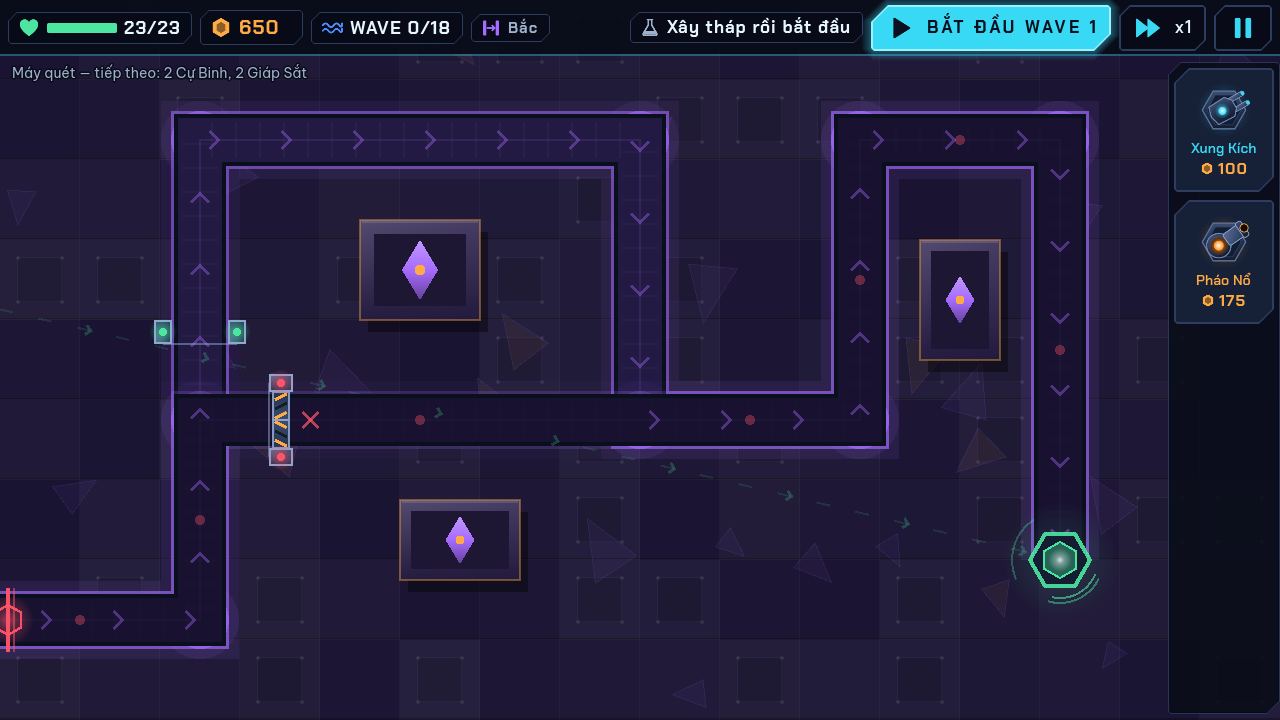 23/23
650
WAVE 0/18
Bắc
Xây tháp rồi bắt đầu
BẮT ĐẦU WAVE 1
x1
Máy quét – tiếp theo: 2 Cự Binh, 2 Giáp Sắt
Xung Kích
100
Pháo Nổ
175